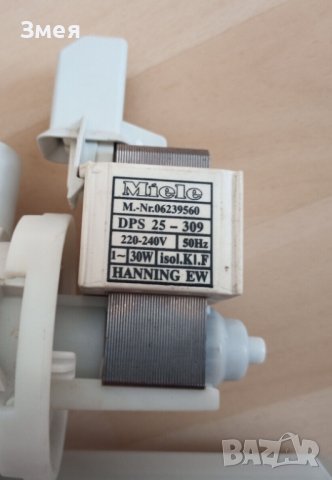 Змея
Miele
M.-Nr.06239560
DPS 25 - 309
220-240V 50Hz
1~ 30W isol.Kl.F
HANNING EW
BAZAR